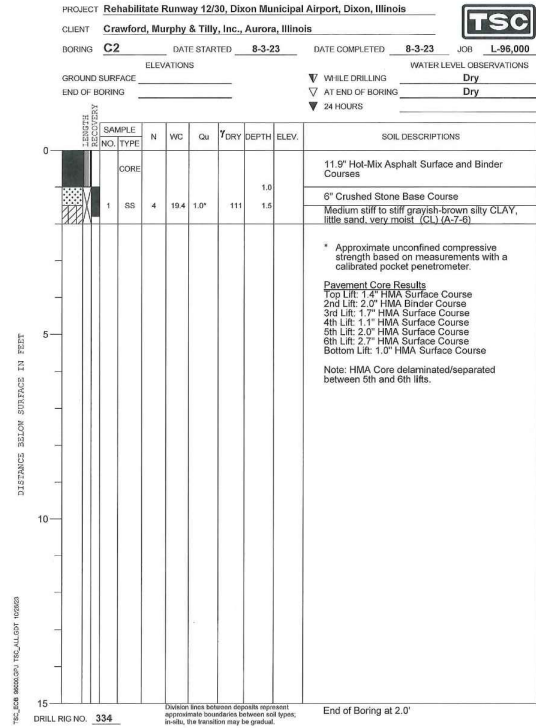 PROJECT Rehabilitate Runway 12/30, Dixon Municipal Airport, Dixon, Illinois
TSC
CLIENT Crawford, Murphy & Tilly, Inc., Aurora, Illinois
BORING C2 DATE STARTED 8-3-23 DATE COMPLETED 8-3-23 JOB L-96,000
ELEVATIONS WATER LEVEL OBSERVATIONS
GROUND SURFACE WHILE DRILLING Dry
END OF BORING AT END OF BORING Dry
24 HOURS
LENGTH
RECOVERY
SAMPLE N WC Qu γDRY DEPTH ELEV. SOIL DESCRIPTIONS
NO. TYPE
0
CORE 11.9" Hot-Mix Asphalt Surface and Binder
Courses
1.0
6" Crushed Stone Base Course
1 SS 4 19.4 1.0* 111 1.5
Medium stiff to stiff grayish-brown silty CLAY,
little sand, very moist (CL) (A-7-6)
* Approximate unconfined compressive
strength based on measurements with a
calibrated pocket penetrometer.
Pavement Core Results
Top Lift: 1.4" HMA Surface Course
2nd Lift: 2.0" HMA Binder Course
3rd Lift: 1.7" HMA Surface Course
4th Lift: 1.1" HMA Surface Course
5th Lift: 2.0" HMA Surface Course
6th Lift: 2.7" HMA Surface Course
Bottom Lift: 1.0" HMA Surface Course
5
Note: HMA Core delaminated/separated
between 5th and 6th lifts.
DISTANCE BELOW SURFACE IN FEET
10
15
End of Boring at 2.0'
Division lines between deposits represent
approximate boundaries between soil types;
in-situ, the transition may be gradual.
DRILL RIG NO. 334
TSC_ALL.GDT